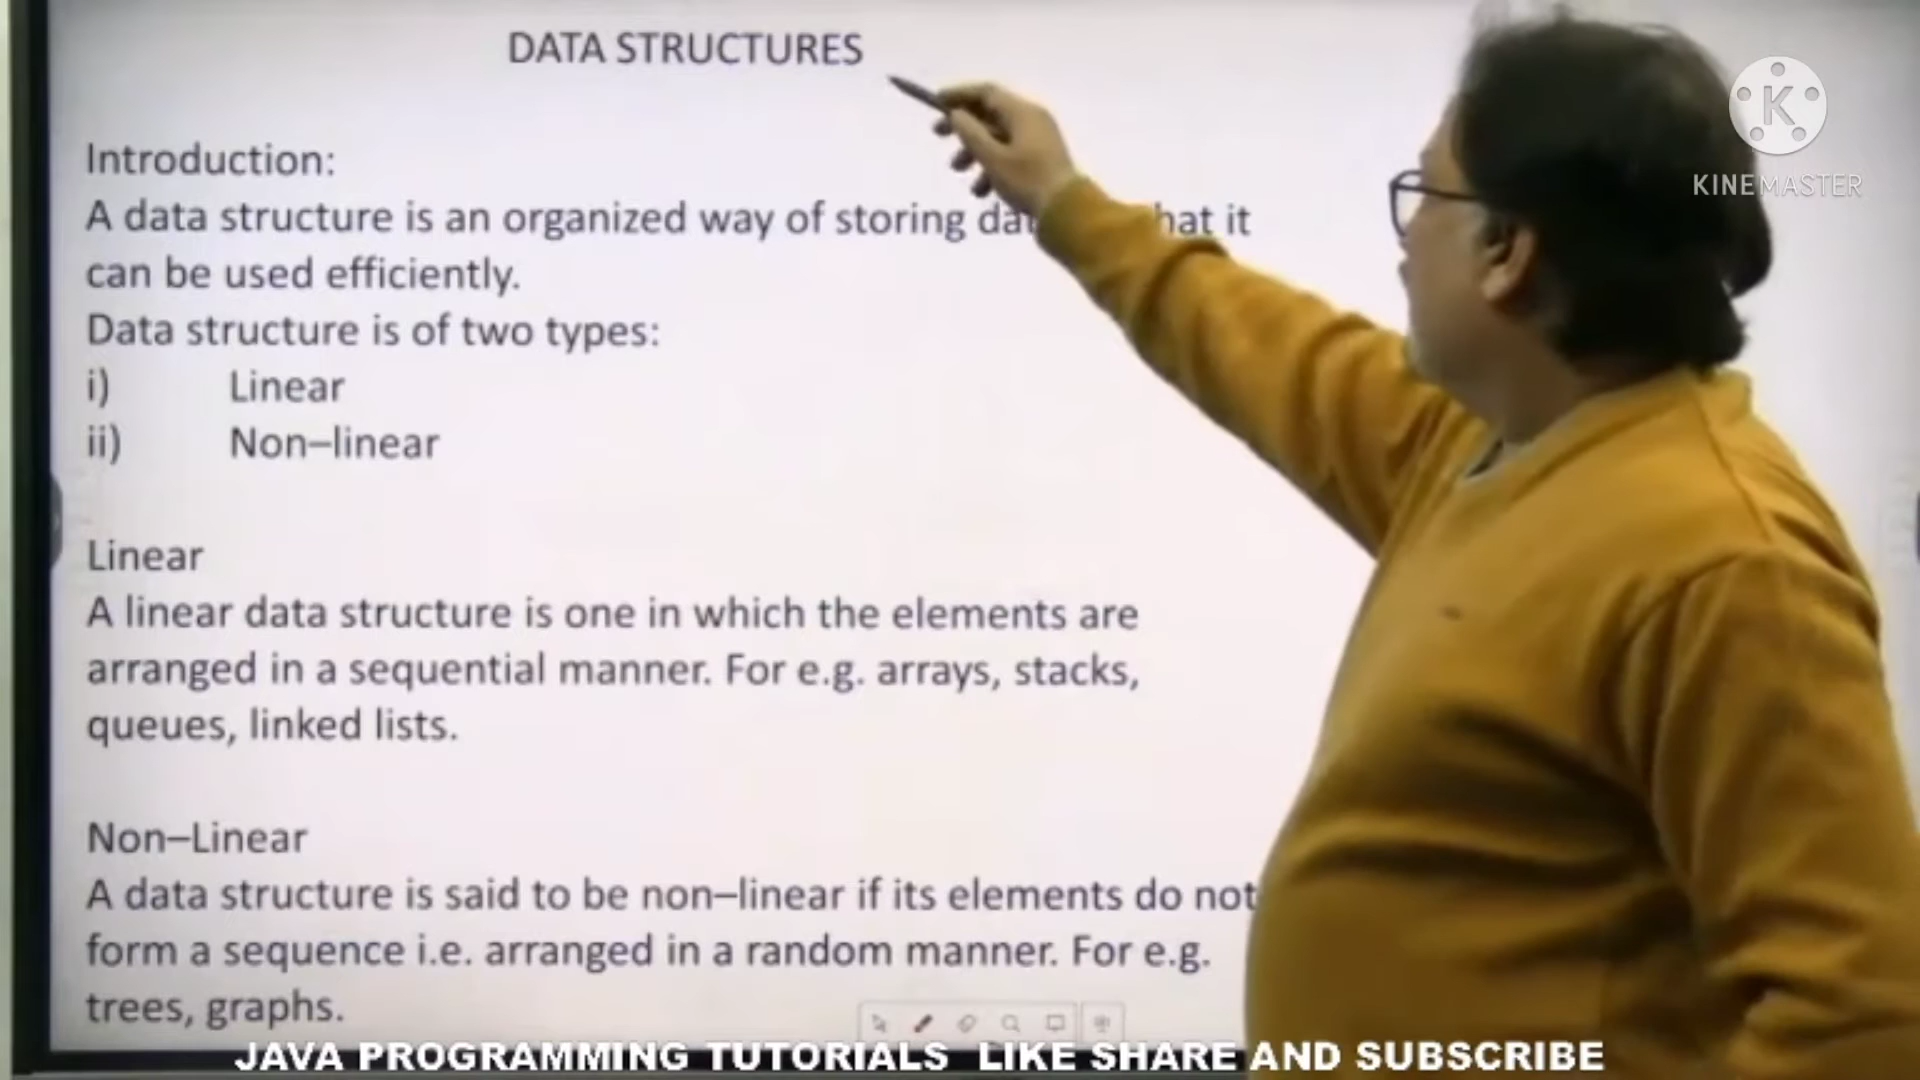 DATA STRUCTURES
Introduction:
A data structure is an organized way of storing hat it
can be used efficiently.
Data structure is of two types:
i) Linear
ii) Non–linear
Linear
A linear data structure is one in which the elements are
arranged in a sequential manner. For e.g. arrays, stacks,
queues, linked lists.
Non–Linear
A data structure is said to be non–linear if its elements do not
form a sequence i.e. arranged in a random manner. For e.g.
trees, graphs.
K
KINEMASTER
JAVA PROGRAMMING TUTORIALS LIKE SHARE AND SUBSCRIBE